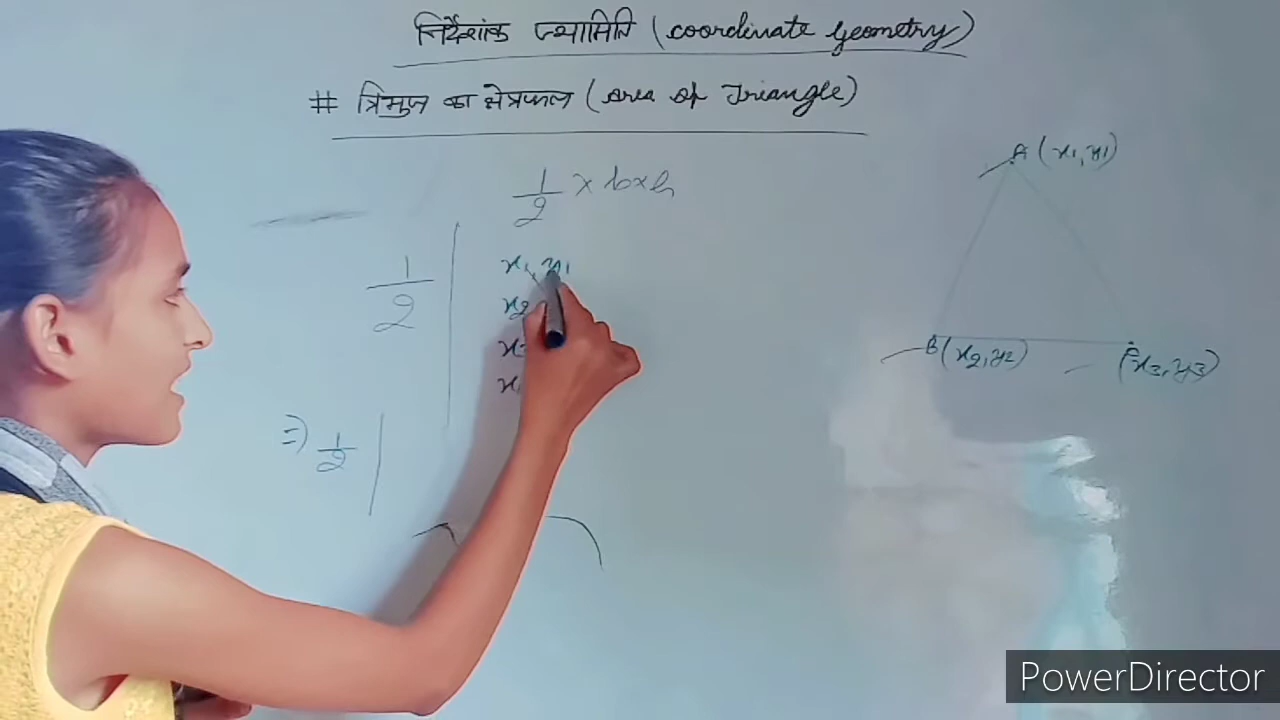 निर्देशांक ज्यामिति (coordinate Geometry)
# त्रिभुज का क्षेत्रफल (Area of Triangle)
1/2 × b×h
A (x1, y1)
1/2 | x1, y1
x2
B (x2, y2)
(x3, y3)
⇒ 1/2 |
PowerDirector